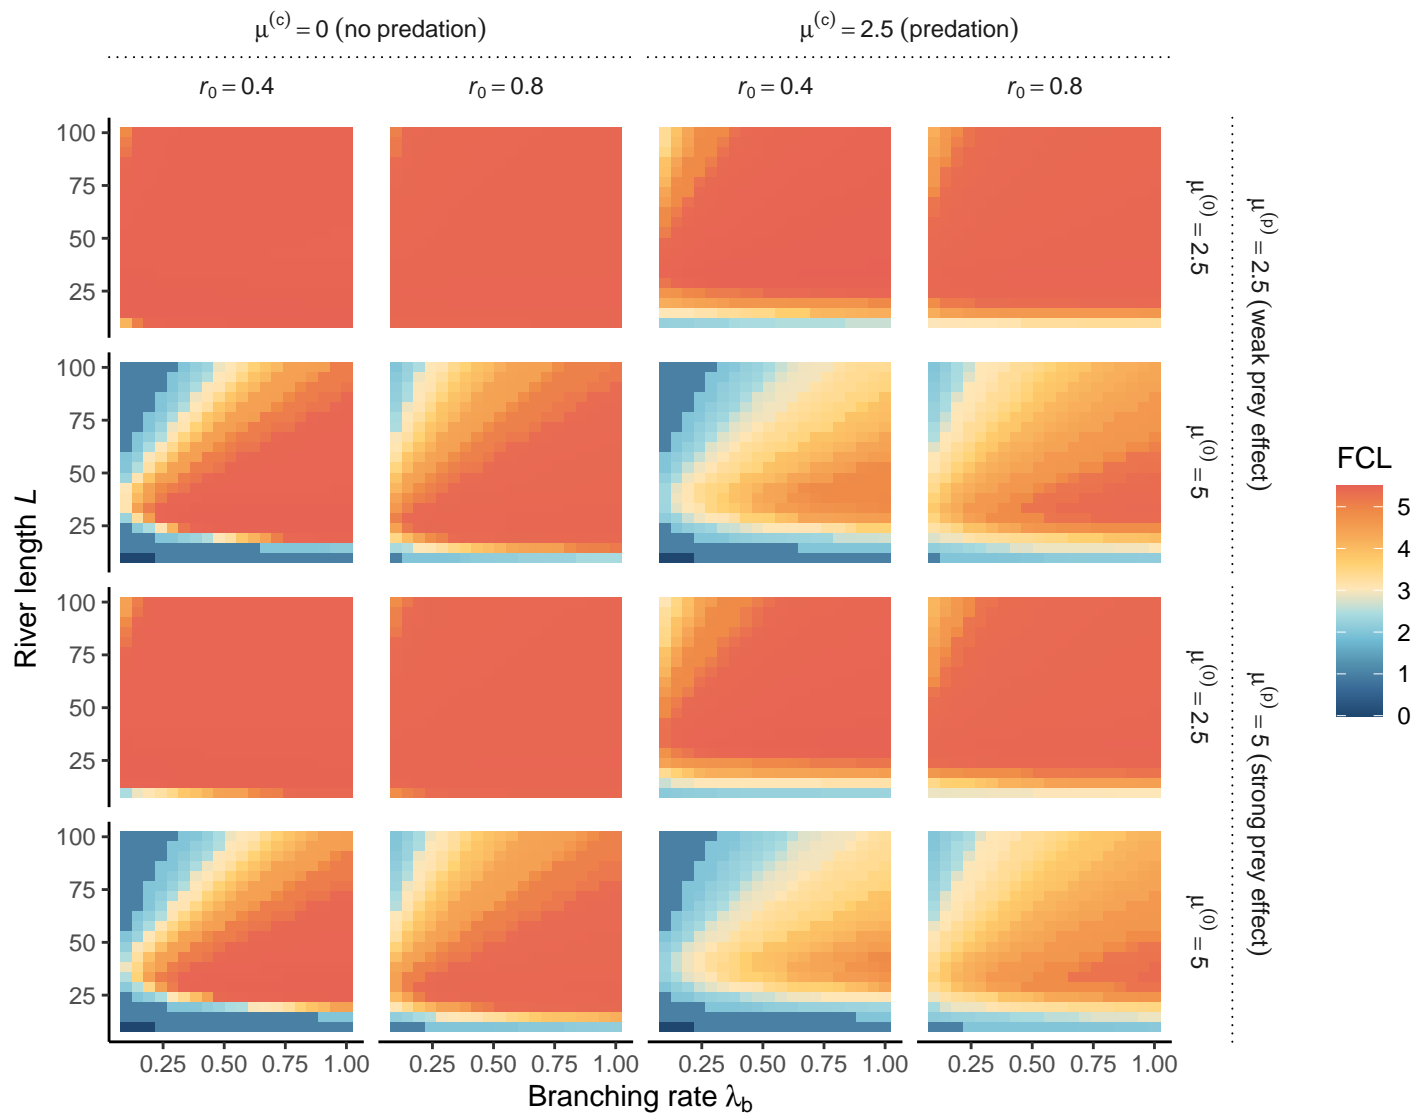 μ(c) = 0 (no predation) μ(c) = 2.5 (predation)
r0 = 0.4 r0 = 0.8 r0 = 0.4 r0 = 0.8
100
75
50
25
μ(0) = 2.5
100
75
50
25
μ(0) = 5
μ(p) = 2.5 (weak prey effect)
100
75
50
25
μ(0) = 2.5
100
75
50
25
μ(0) = 5
μ(p) = 5 (strong prey effect)
River length L
0.25 0.50 0.75 1.00 0.25 0.50 0.75 1.00 0.25 0.50 0.75 1.00 0.25 0.50 0.75 1.00
Branching rate λb
FCL
5
4
3
2
1
0